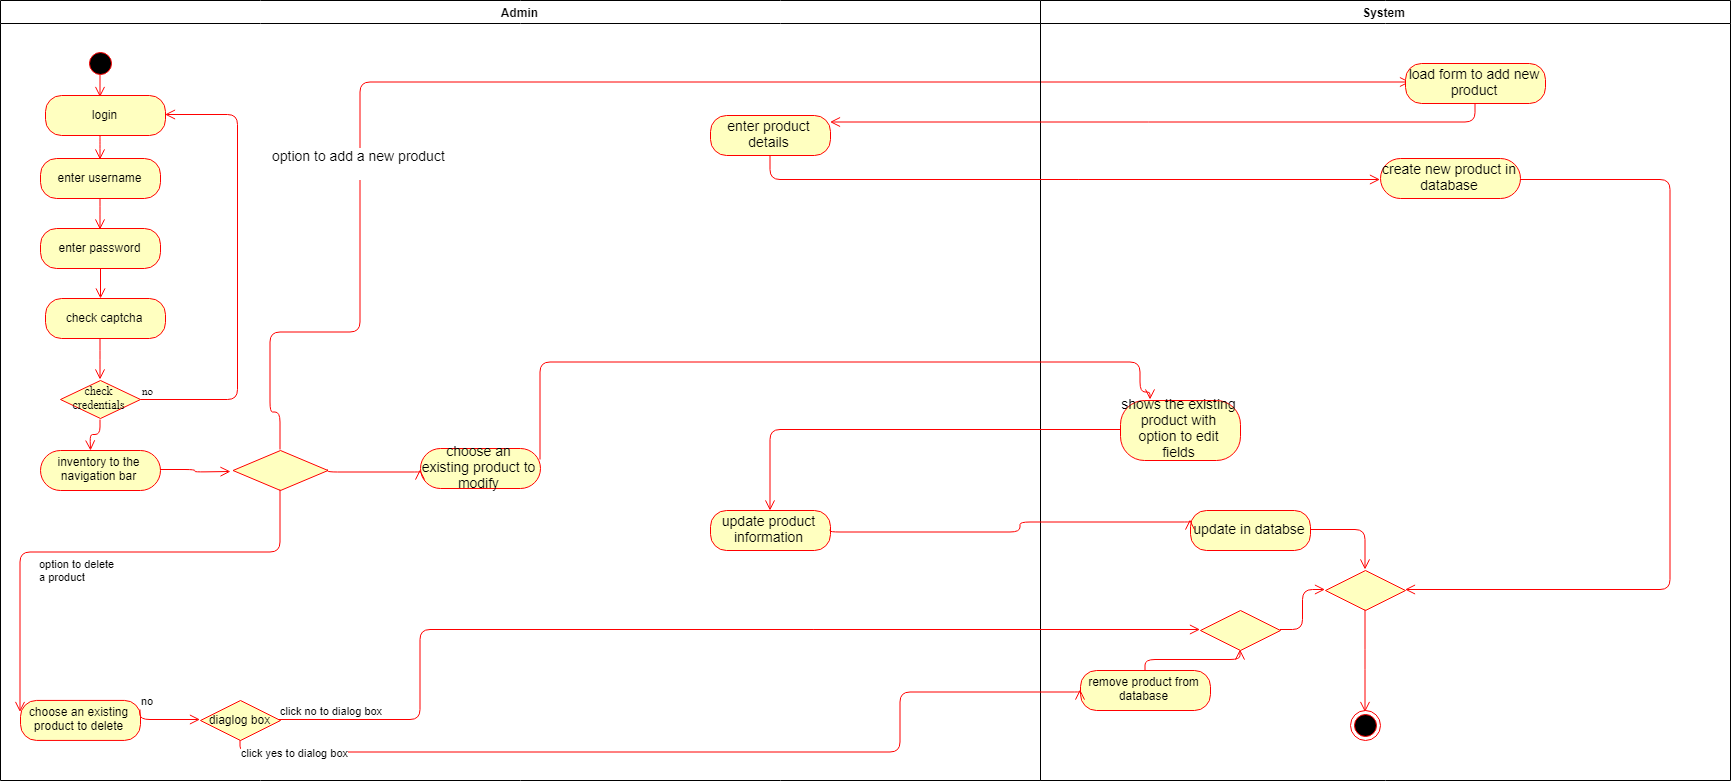 Admin
System
login
enter username
enter password
check captcha
check
credentials
no
inventory to the
navigation bar
option to add a new product
load form to add new
product
enter product
details
create new product in
database
choose an
existing product to
modify
shows the existing
product with
option to edit
fields
update product
information
update in databse
option to delete
a product
choose an existing
product to delete
no
diaglog box
click no to dialog box
click yes to dialog box
remove product from
database